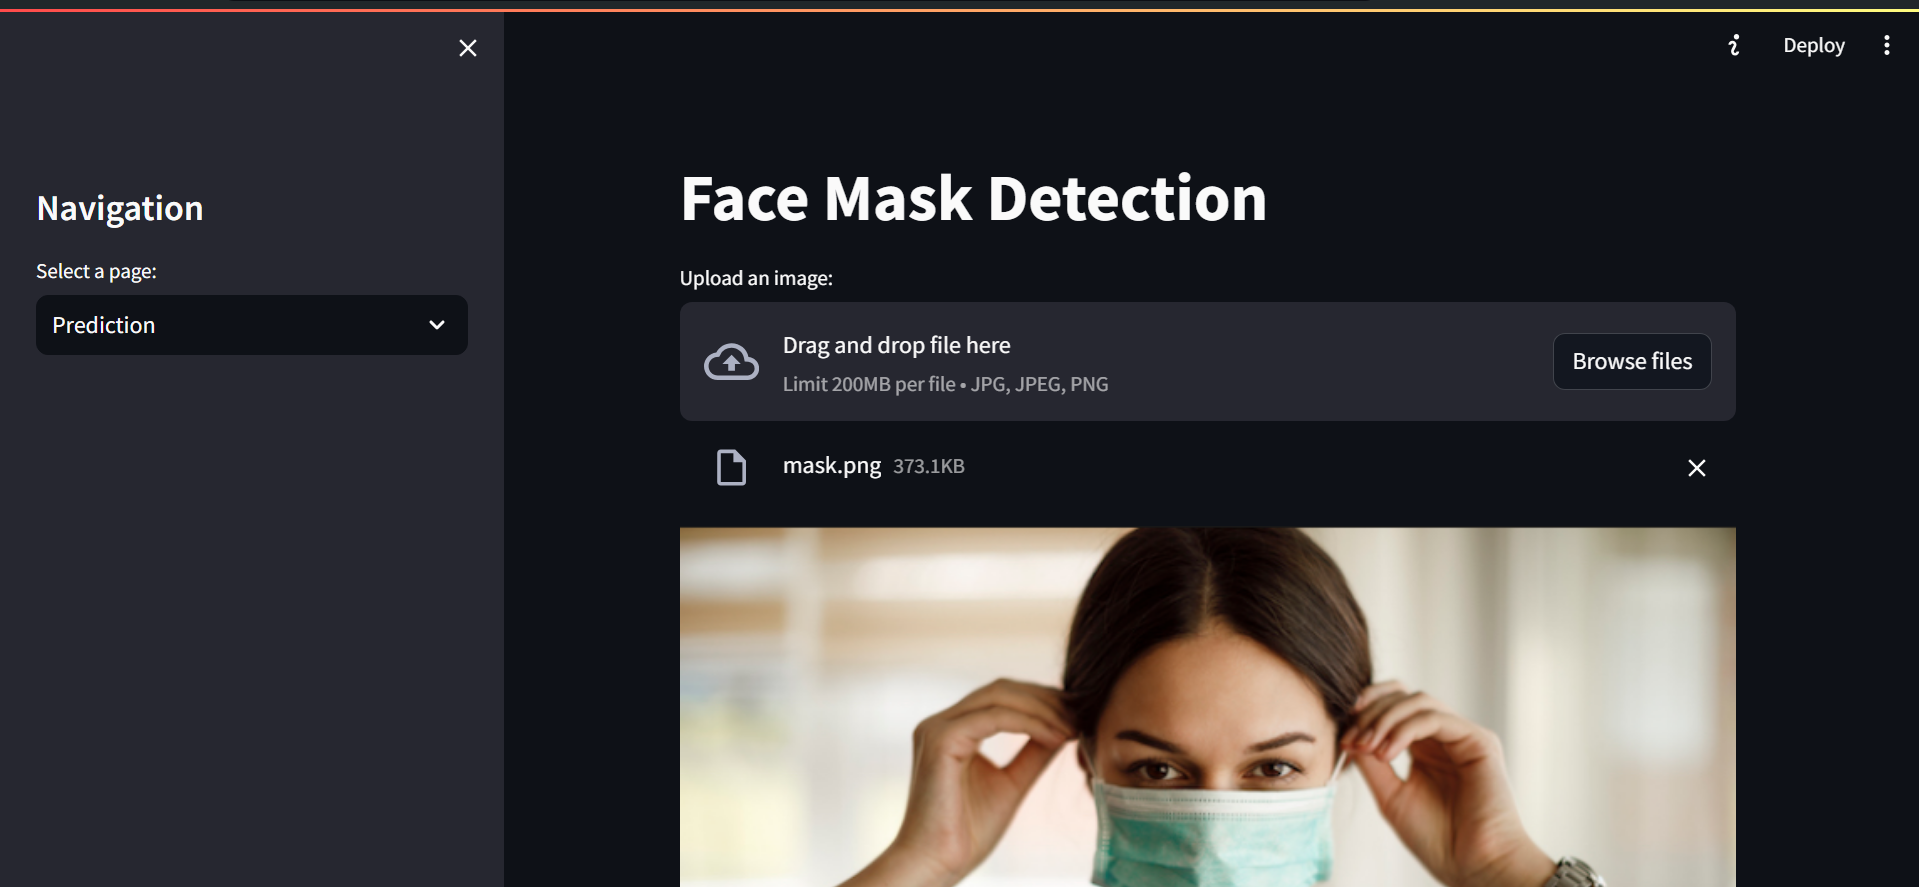 Deploy
Navigation
Select a page:
Prediction
Face Mask Detection
Upload an image:
Drag and drop file here
Limit 200MB per file • JPG, JPEG, PNG
Browse files
mask.png 373.1KB